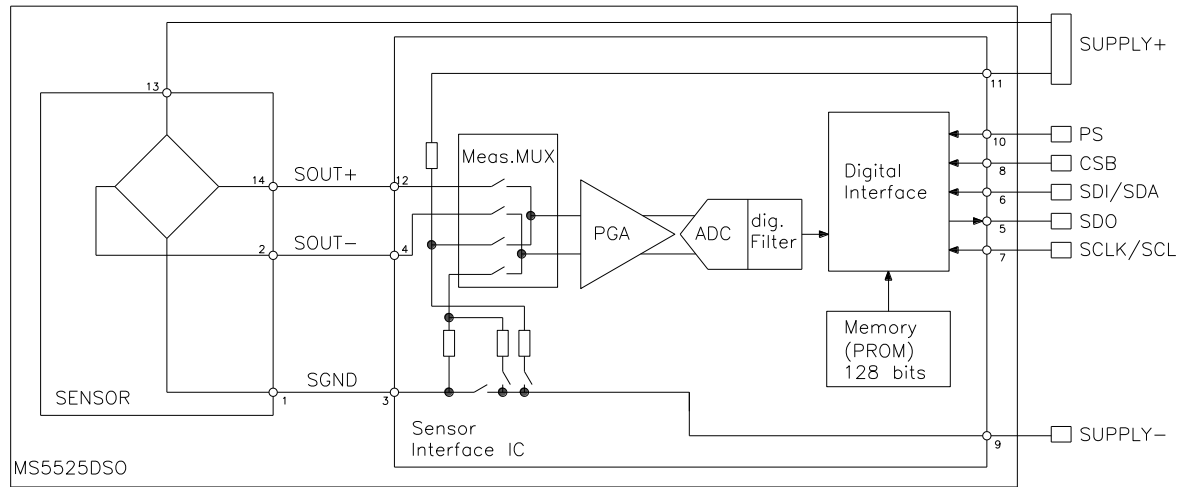 SUPPLY+
13
11
PS
10
Meas.MUX
Digital
Interface
CSB
8
14
SOUT+
12
SDI/SDA
6
PGA
ADC
dig.
Filter
SDO
5
2
SOUT-
4
SCLK/SCL
7
Memory
(PROM)
128 bits
SENSOR
1
SGND
3
Sensor
Interface IC
SUPPLY-
9
MS5525DSO